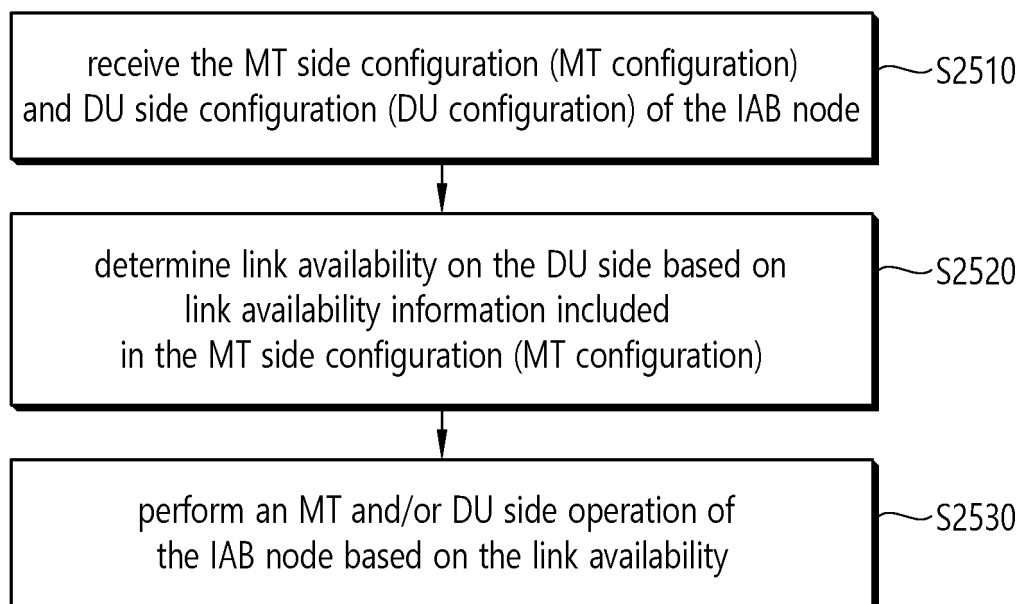 receive the MT side configuration (MT configuration)
and DU side configuration (DU configuration) of the IAB node
S2510
determine link availability on the DU side based on
link availability information included
in the MT side configuration (MT configuration)
S2520
perform an MT and/or DU side operation of
the IAB node based on the link availability
S2530